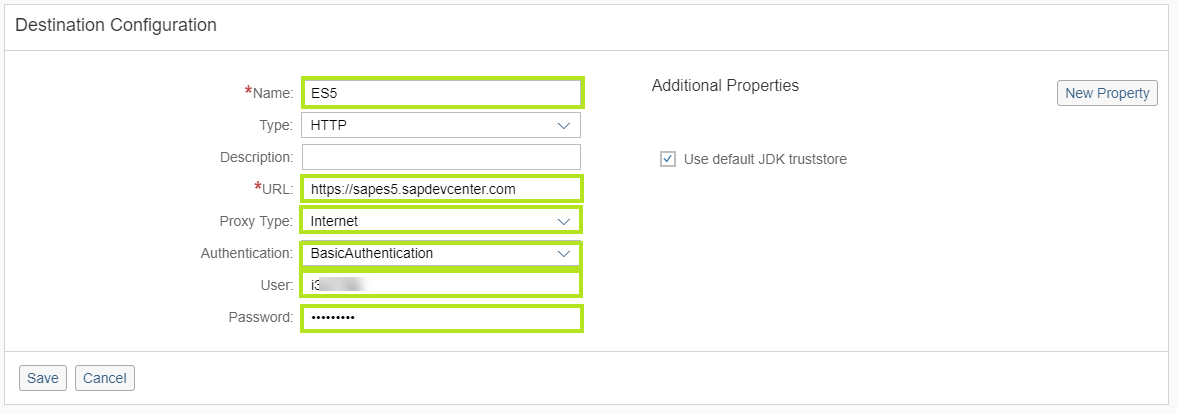 Destination Configuration
*Name: ES5
Type: HTTP
Description:
*URL: https://sapes5.sapdevcenter.com
Proxy Type: Internet
Authentication: BasicAuthentication
User: i3
Password: •••••••••
Additional Properties
New Property
Use default JDK truststore
Save Cancel